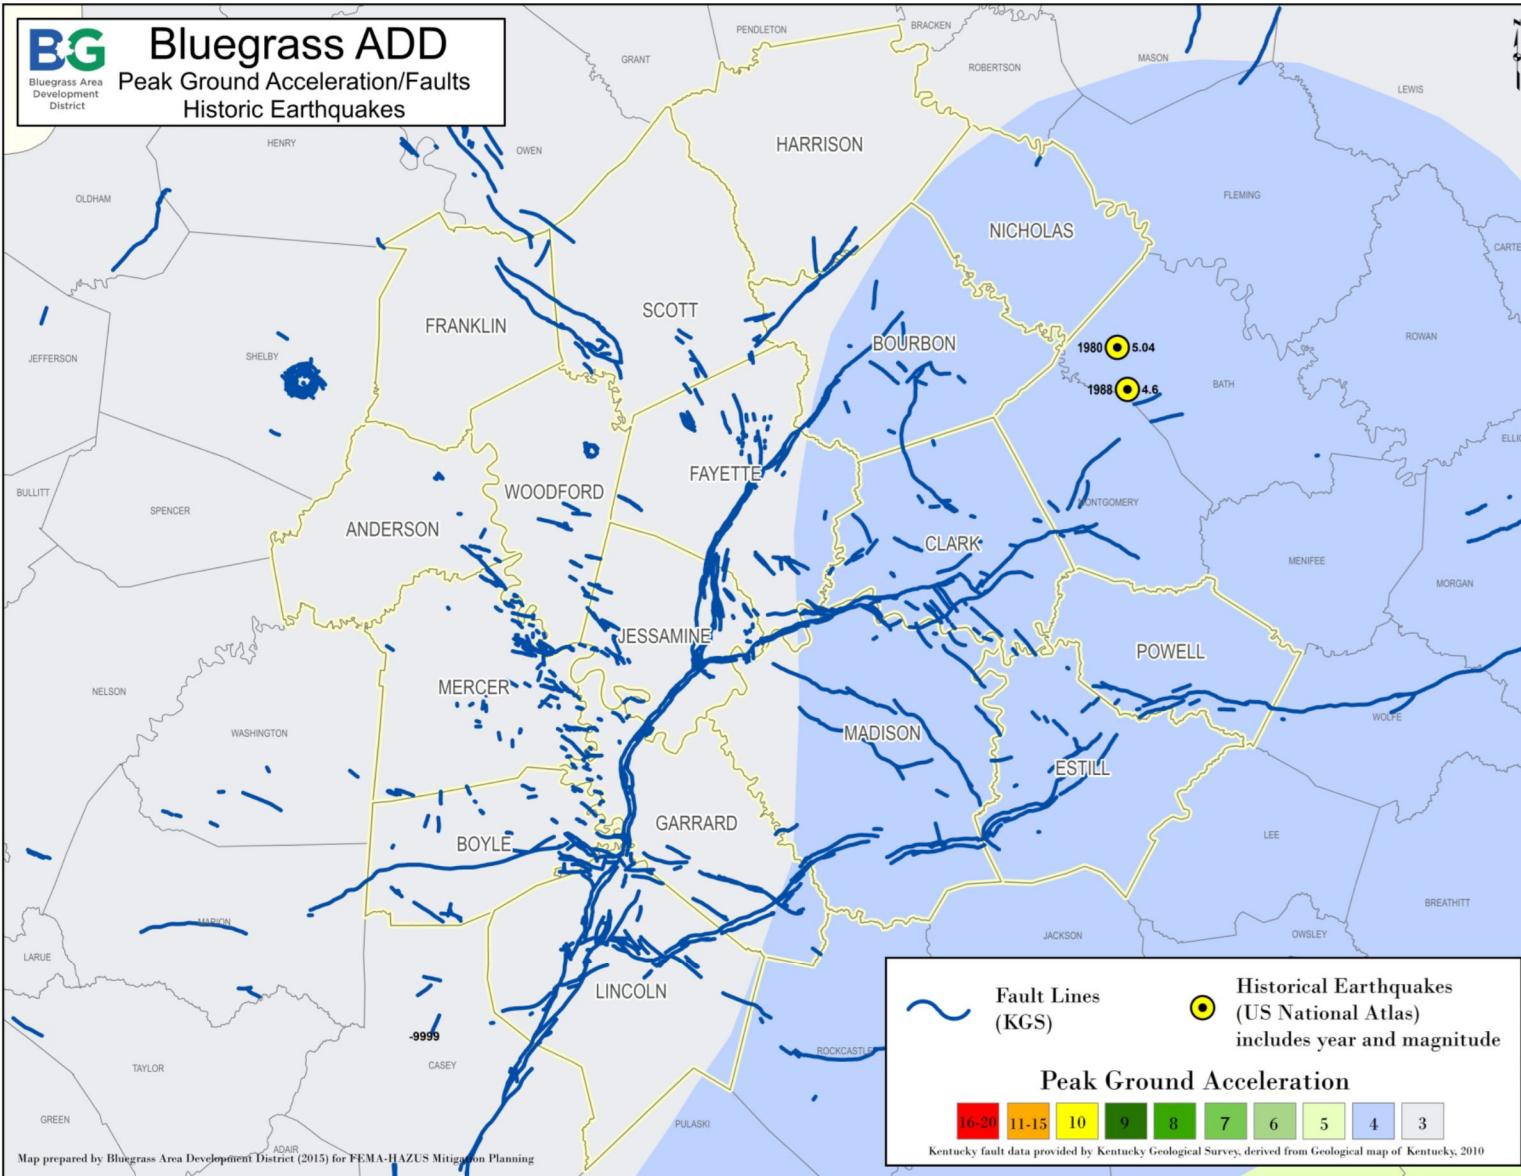 BG
Bluegrass Area
Development
District
Bluegrass ADD
Peak Ground Acceleration/Faults
Historic Earthquakes
PENDLETON
BRACKEN
GRANT
ROBERTSON
MASON
LEWIS
HENRY
OWEN
HARRISON
OLDHAM
FLEMING
NICHOLAS
CARTE
SCOTT
FRANKLIN
ROWAN
BOURBON
1980 5.04
JEFFERSON
SHELBY
BATH
1988 4.6
ELLIO
FAYETTE
BULLITT
WOODFORD
MONTGOMERY
SPENCER
ANDERSON
CLARK
MENIFEE
MORGAN
JESSAMINE
POWELL
NELSON
MERCER
WOLFE
WASHINGTON
MADISON
ESTILL
GARRARD
LEE
BOYLE
BREATHITT
MARION
JACKSON
OWSLEY
LARUE
LINCOLN
-9999
ROCKCASTLE
TAYLOR
CASEY
GREEN
PULASKI
ADAIR
Fault Lines
(KGS)
Historical Earthquakes
(US National Atlas)
includes year and magnitude
Peak Ground Acceleration
16-20 11-15 10 9 8 7 6 5 4 3
Kentucky fault data provided by Kentucky Geological Survey, derived from Geological map of Kentucky, 2010
Map prepared by Bluegrass Area Development District (2015) for FEMA-HAZUS Mitigation Planning